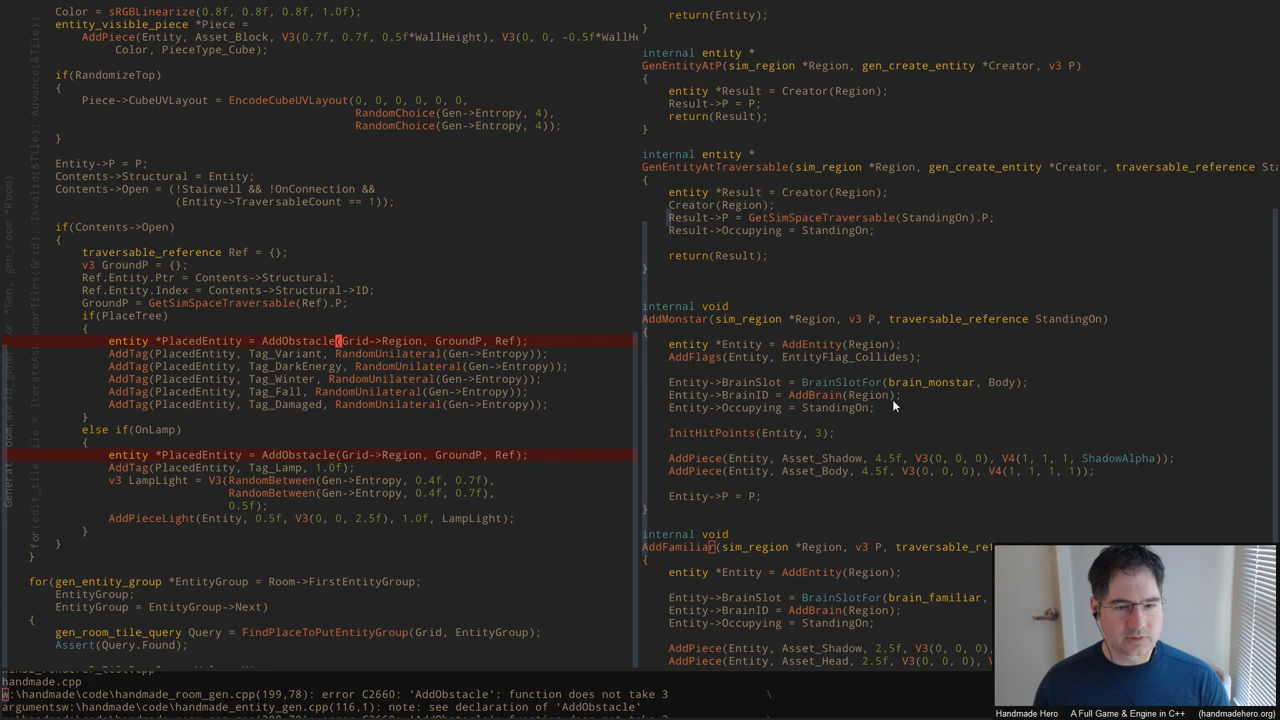 Color = sRGBLinearize(0.8f, 0.8f, 0.8f, 1.0f);
entity_visible_piece *Piece =
AddPiece(Entity, Asset_Block, V3(0.7f, 0.7f, 0.5f*WallHeight), V3(0, 0, -0.5f*WallHe
Color, PieceType_Cube);
if(RandomizeTop)
{
Piece->CubeUVLayout = EncodeCubeUVLayout(0, 0, 0, 0, 0, 0,
RandomChoice(Gen->Entropy, 4),
RandomChoice(Gen->Entropy, 4));
}
Entity->P = P;
Contents->Structural = Entity;
Contents->Open = (!Stairwell && !OnConnection &&
(Entity->TraversableCount == 1));
if(Contents->Open)
{
traversable_reference Ref = {};
v3 GroundP = {};
Ref.Entity.Ptr = Contents->Structural;
Ref.Entity.Index = Contents->Structural->ID;
GroundP = GetSimSpaceTraversable(Ref).P;
if(PlaceTree)
{
entity *PlacedEntity = AddObstacle(Grid->Region, GroundP, Ref);
AddTag(PlacedEntity, Tag_Variant, RandomUnilateral(Gen->Entropy));
AddTag(PlacedEntity, Tag_DarkEnergy, RandomUnilateral(Gen->Entropy));
AddTag(PlacedEntity, Tag_Winter, RandomUnilateral(Gen->Entropy));
AddTag(PlacedEntity, Tag_Fall, RandomUnilateral(Gen->Entropy));
AddTag(PlacedEntity, Tag_Damaged, RandomUnilateral(Gen->Entropy));
}
else if(OnLamp)
{
entity *PlacedEntity = AddObstacle(Grid->Region, GroundP, Ref);
AddTag(PlacedEntity, Tag_Lamp, 1.0f);
v3 LampLight = V3(RandomBetween(Gen->Entropy, 0.4f, 0.7f),
RandomBetween(Gen->Entropy, 0.4f, 0.7f),
0.5f);
AddPieceLight(Entity, 0.5f, V3(0, 0, 2.5f), 1.0f, LampLight);
}
}
}
for(gen_entity_group *EntityGroup = Room->FirstEntityGroup;
EntityGroup;
EntityGroup = EntityGroup->Next)
{
gen_room_tile_query Query = FindPlaceToPutEntityGroup(Grid, EntityGroup);
Assert(Query.Found);
return(Entity);
}
internal entity *
GenEntityAtP(sim_region *Region, gen_create_entity *Creator, v3 P)
{
entity *Result = Creator(Region);
Result->P = P;
return(Result);
}
internal entity *
GenEntityAtTraversable(sim_region *Region, gen_create_entity *Creator, traversable_reference Sta
{
entity *Result = Creator(Region);
Creator(Region);
Result->P = GetSimSpaceTraversable(StandingOn).P;
Result->Occupying = StandingOn;
return(Result);
}
internal void
AddMonstar(sim_region *Region, v3 P, traversable_reference StandingOn)
{
entity *Entity = AddEntity(Region);
AddFlags(Entity, EntityFlag_Collides);
Entity->BrainSlot = BrainSlotFor(brain_monstar, Body);
Entity->BrainID = AddBrain(Region);
Entity->Occupying = StandingOn;
InitHitPoints(Entity, 3);
AddPiece(Entity, Asset_Shadow, 4.5f, V3(0, 0, 0), V4(1, 1, 1, ShadowAlpha));
AddPiece(Entity, Asset_Body, 4.5f, V3(0, 0, 0), V4(1, 1, 1, 1));
Entity->P = P;
}
internal void
AddFamiliar(sim_region *Region, v3 P, traversable_ref
{
entity *Entity = AddEntity(Region);
Entity->BrainSlot = BrainSlotFor(brain_familiar,
Entity->BrainID = AddBrain(Region);
Entity->Occupying = StandingOn;
AddPiece(Entity, Asset_Shadow, 2.5f, V3(0, 0, 0),
AddPiece(Entity, Asset_Head, 2.5f, V3(0, 0, 0),
handmade.cpp
W:\handmade\code\handmade_room_gen.cpp(199,78): error C2660: 'AddObstacle': function does not take 3 \
argumentsw:\handmade\code\handmade_entity_gen.cpp(116,1): note: see declaration of 'AddObstacle'
Handmade Hero A Full Game & Engine in C++ (handmadehero.org)